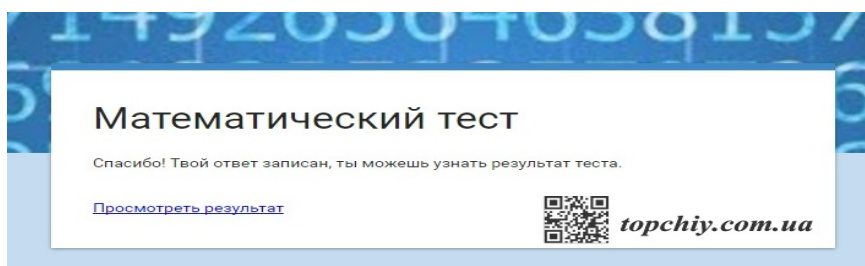 Математический тест
Спасибо! Твой ответ записан, ты можешь узнать результат теста.
Просмотреть результат
topchiy.com.ua